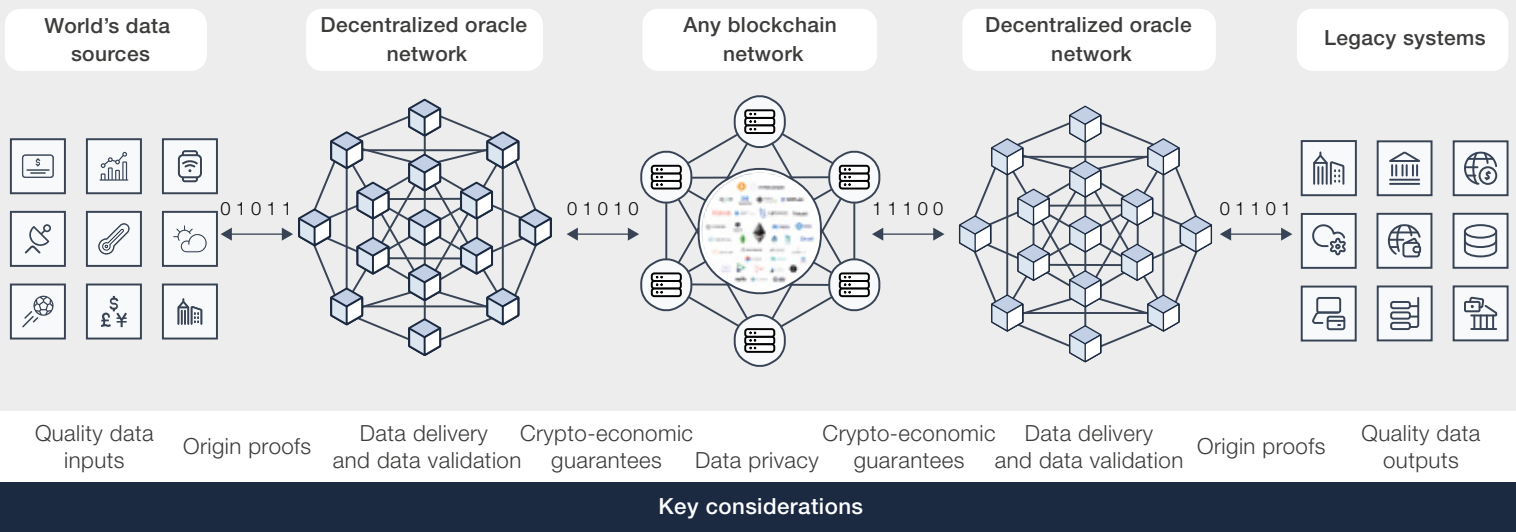 World's data
sources
Decentralized oracle
network
Any blockchain
network
Decentralized oracle
network
Legacy systems
$
$
£ ¥
$
01011
01010
11100
01101
Quality data
inputs
Origin proofs
Data delivery
and data validation
Crypto-economic
guarantees
Data privacy
Crypto-economic
guarantees
Data delivery
and data validation
Origin proofs
Quality data
outputs
Key considerations